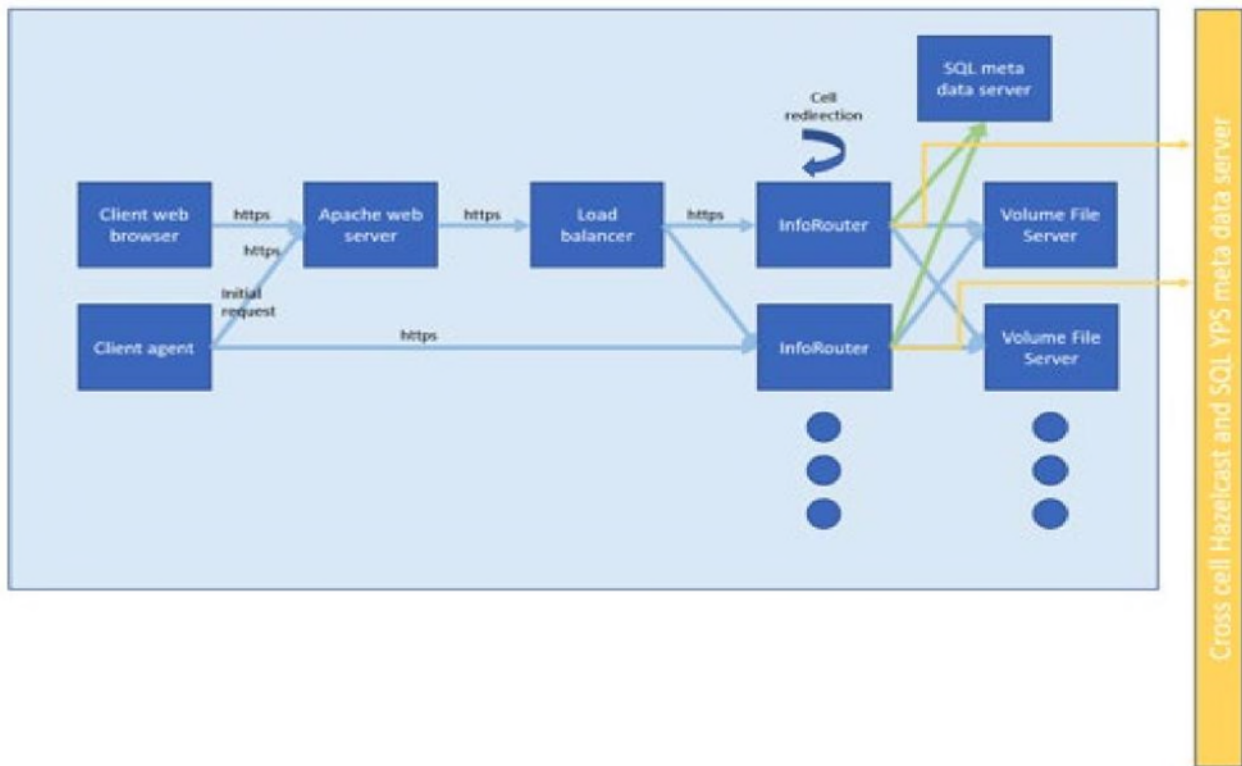 SQL meta
data server
Cell
redirection
Client web
browser
https
Apache web
server
https
Load
balancer
https
InfoRouter
Volume File
Server
https
Initial
request
Client agent
https
InfoRouter
Volume File
Server
Cross cell Hazelcast and SQL YPS meta data server